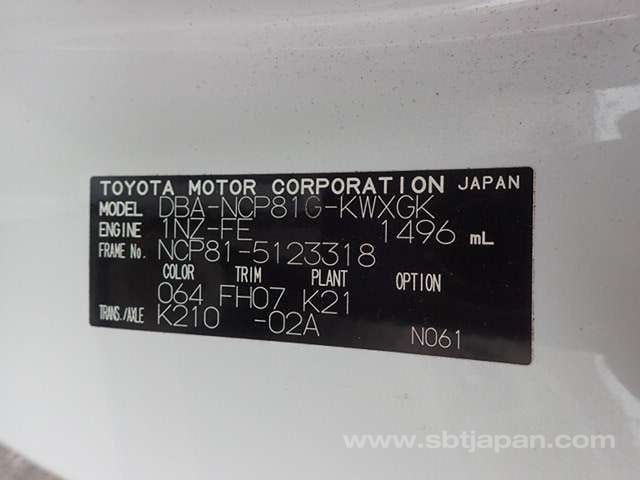 TOYOTA MOTOR CORPORATION JAPAN
MODEL DBA-NCP81G-KWXGK
ENGINE 1NZ-FE 1496 mL
FRAME No. NCP81-5123318
COLOR TRIM PLANT OPTION
064 FH07 K21
TRANS./AXLE K210 -02A
N061
www.sbtjapan.com